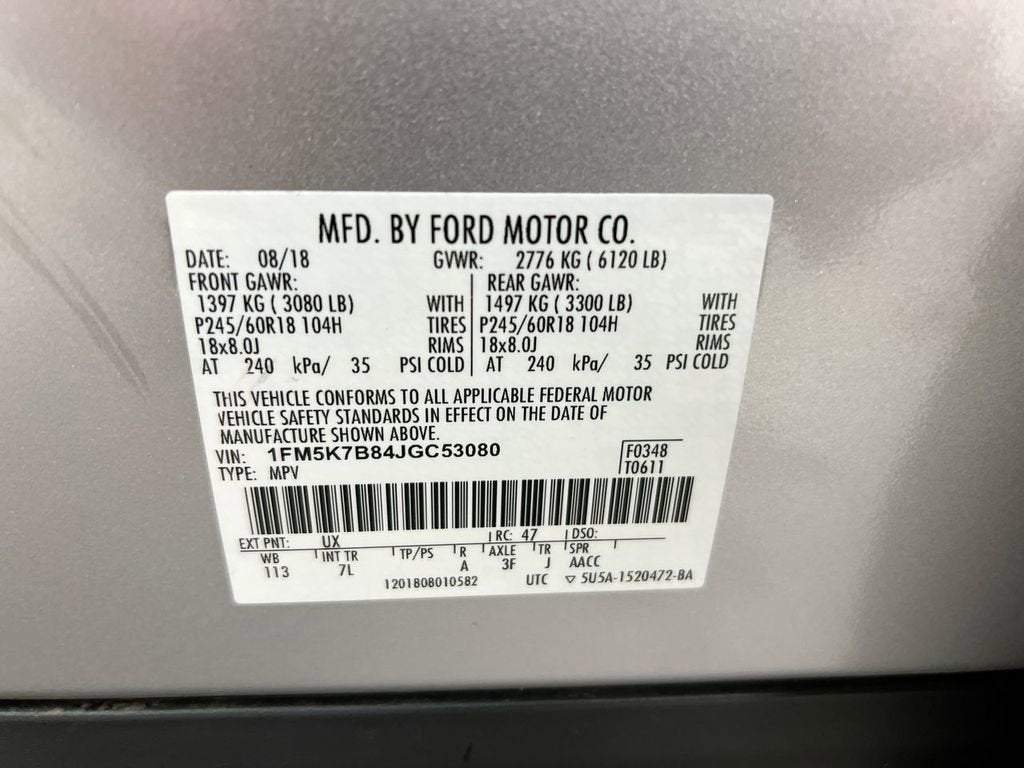 MFD. BY FORD MOTOR CO.
DATE: 08/18 GVWR: 2776 KG ( 6120 LB)
FRONT GAWR: REAR GAWR:
1397 KG ( 3080 LB) WITH 1497 KG ( 3300 LB) WITH
P245/60R18 104H TIRES P245/60R18 104H TIRES
18x8.0J RIMS 18x8.0J RIMS
AT 240 kPa/ 35 PSI COLD AT 240 kPa/ 35 PSI COLD
THIS VEHICLE CONFORMS TO ALL APPLICABLE FEDERAL MOTOR
VEHICLE SAFETY STANDARDS IN EFFECT ON THE DATE OF
MANUFACTURE SHOWN ABOVE.
VIN: 1FM5K7B84JGC53080 F0348
TYPE: MPV T0611
EXT PNT: UX RC: 47 DSO:
WB INT TR TP/PS R AXLE TR SPR
113 7L A 3F J AACC
1201808010582 UTC ▽ 5U5A-1520472-BA